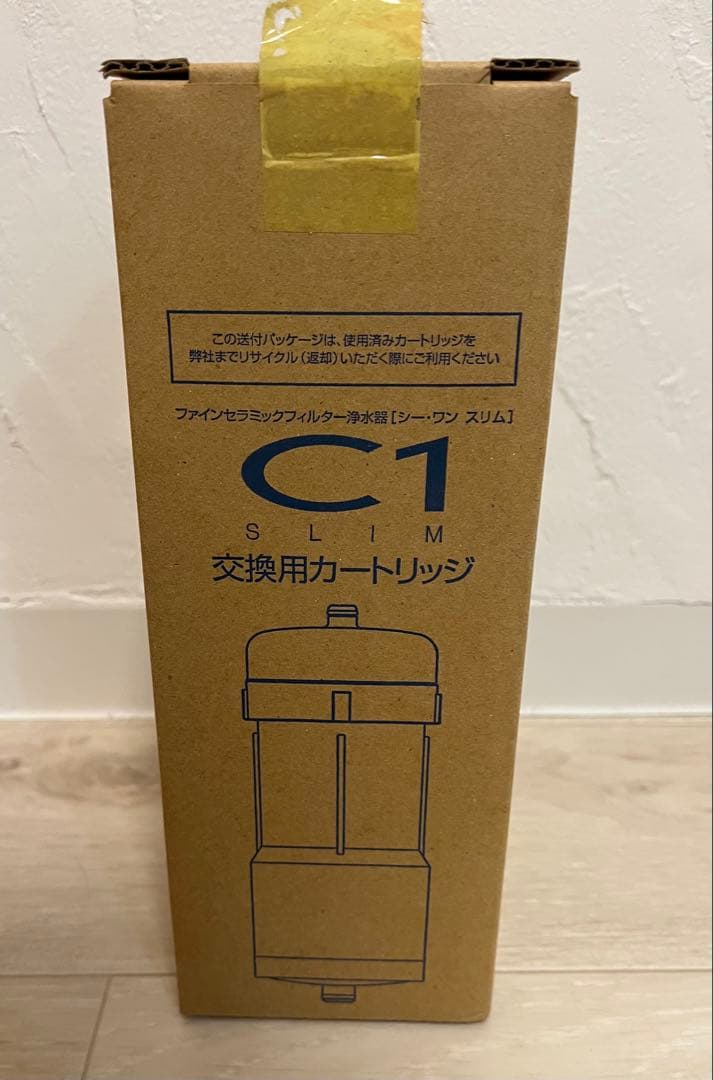 この送付パッケージは、使用済みカートリッジを
弊社までリサイクル（返却）いただく際にご利用ください
ファインセラミックフィルター浄水器［シー・ワン スリム］
C1
SLIM
交換用カートリッジ